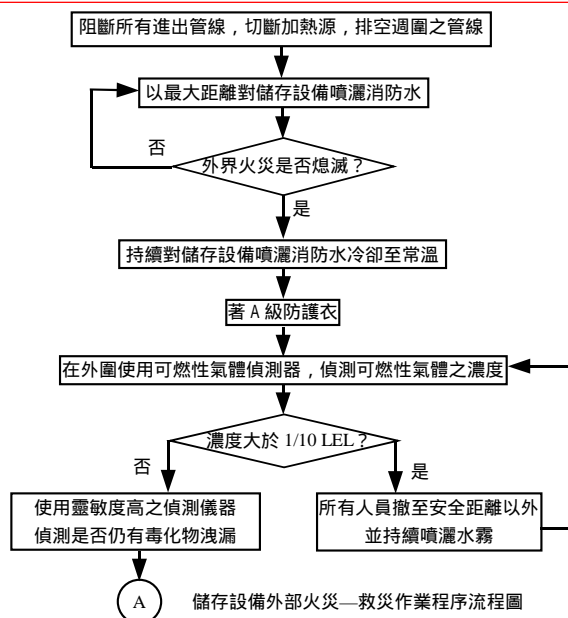 阻斷所有進出管線，切斷加熱源，排空週圍之管線
以最大距離對儲存設備噴灑消防水
否
外界火災是否熄滅？
是
持續對儲存設備噴灑消防水冷卻至常溫
著 A 級防護衣
在外圍使用可燃性氣體偵測器，偵測可燃性氣體之濃度
濃度大於 1/10 LEL？
否
是
使用靈敏度高之偵測儀器
偵測是否仍有毒化物洩漏
所有人員撤至安全距離以外
並持續噴灑水霧
A
儲存設備外部火災—救災作業程序流程圖